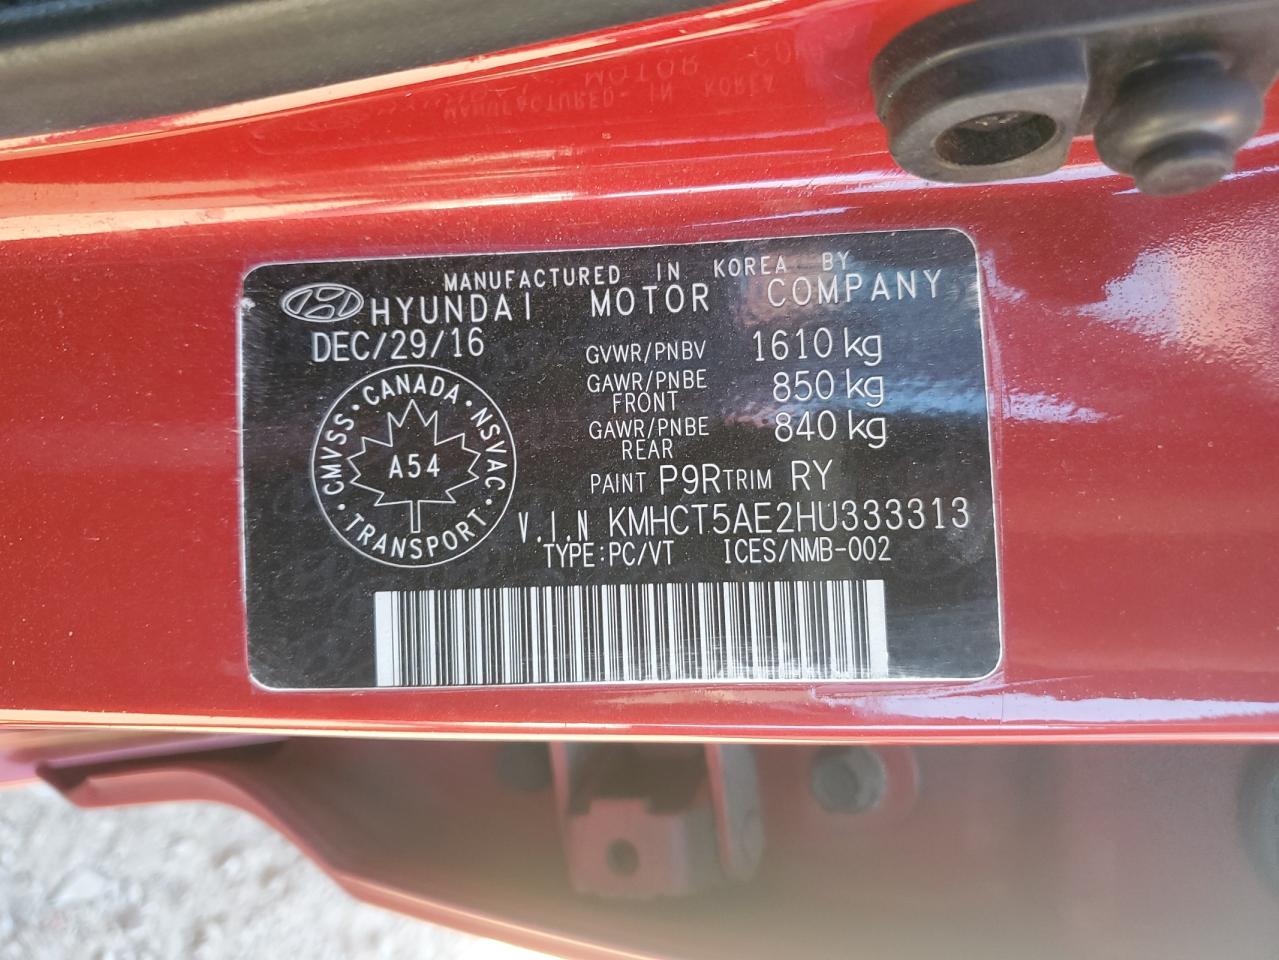 MANUFACTURED IN KOREA BY
HYUNDAI MOTOR COMPANY
DEC/29/16
GVWR/PNBV 1610 kg
GAWR/PNBE FRONT 850 kg
GAWR/PNBE REAR 840 kg
CMVSS · CANADA · NSVAC · TRANSPORT ·
A54
PAINT P9R TRIM RY
V.I.N KMHCT5AE2HU333313
TYPE:PC/VT ICES/NMB-002